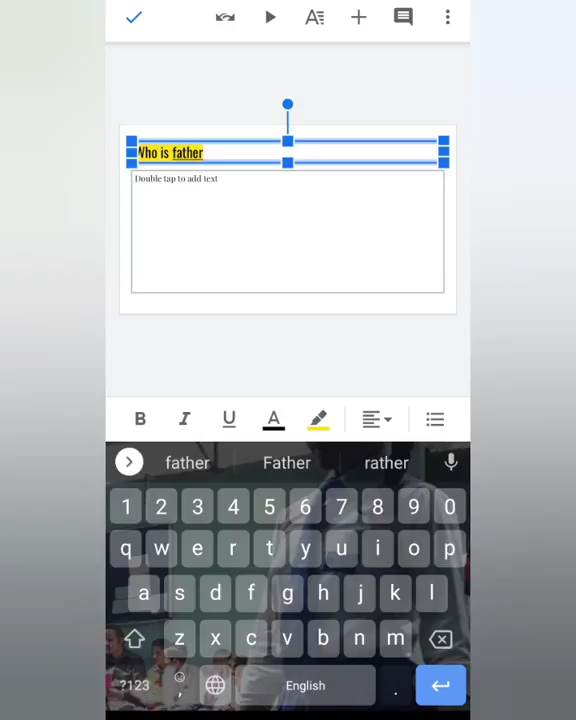 Who is father
Double tap to add text
B I U A
father Father rather
1 2 3 4 5 6 7 8 9 0
q w e r t y u i o p
a s d f g h j k l
z x c v b n m
?123 , English .